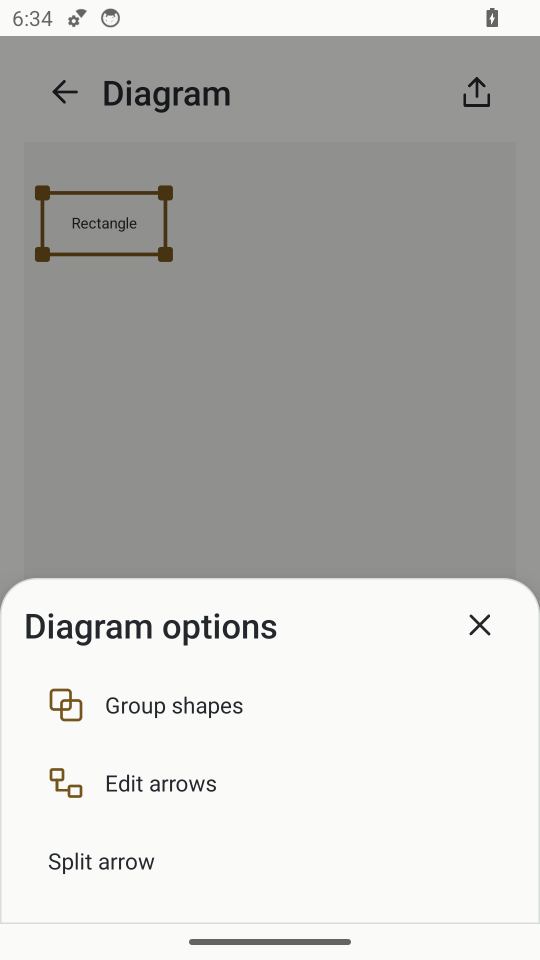 6:34
Diagram
Rectangle
Diagram options
Group shapes
Edit arrows
Split arrow